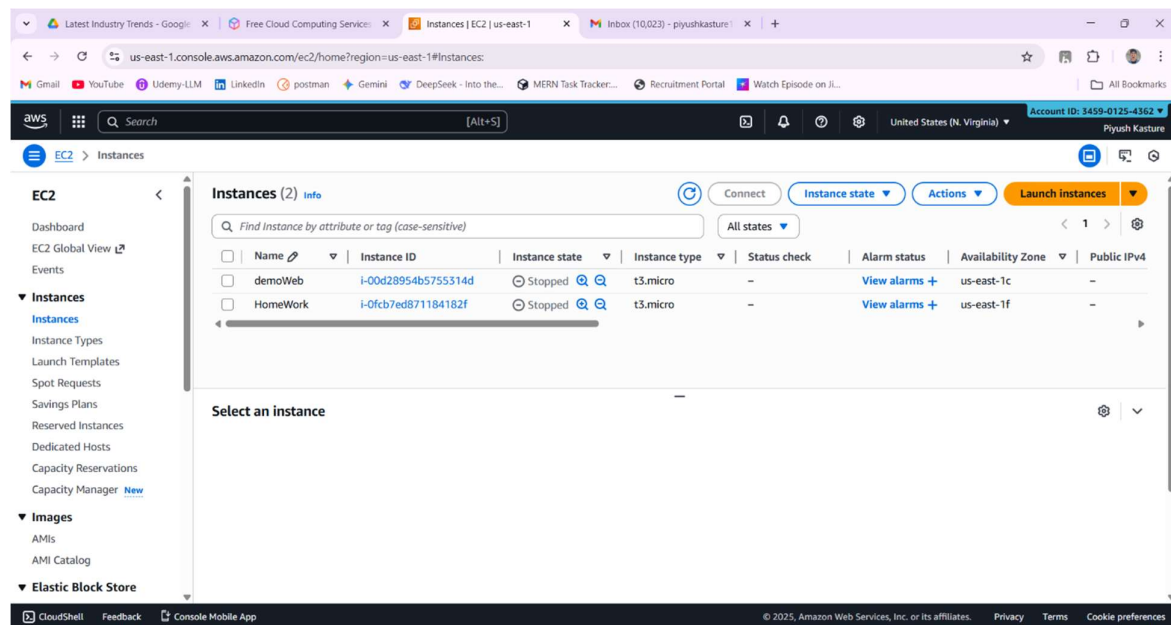 Latest Industry Trends - Google
Free Cloud Computing Services
Instances | EC2 | us-east-1
Inbox (10,023) - piyushkasture1
us-east-1.console.aws.amazon.com/ec2/home?region=us-east-1#Instances:
Gmail YouTube Udemy-LLM LinkedIn postman Gemini DeepSeek - Into the... MERN Task Tracker:... Recruitment Portal Watch Episode on Ji... All Bookmarks
aws Search [Alt+S] United States (N. Virginia) Account ID: 3459-0125-4362
Piyush Kasture
EC2 > Instances
EC2
Dashboard
EC2 Global View
Events
Instances
Instances
Instance Types
Launch Templates
Spot Requests
Savings Plans
Reserved Instances
Dedicated Hosts
Capacity Reservations
Capacity Manager New
Images
AMIs
AMI Catalog
Elastic Block Store
Instances (2) Info Connect Instance state Actions Launch instances
Find Instance by attribute or tag (case-sensitive) All states 1
Name Instance ID Instance state Instance type Status check Alarm status Availability Zone Public IPv4
demoWeb i-00d28954b5755314d Stopped t3.micro – View alarms + us-east-1c –
HomeWork i-0fcb7ed871184182f Stopped t3.micro – View alarms + us-east-1f –
Select an instance
CloudShell Feedback Console Mobile App © 2025, Amazon Web Services, Inc. or its affiliates. Privacy Terms Cookie preferences